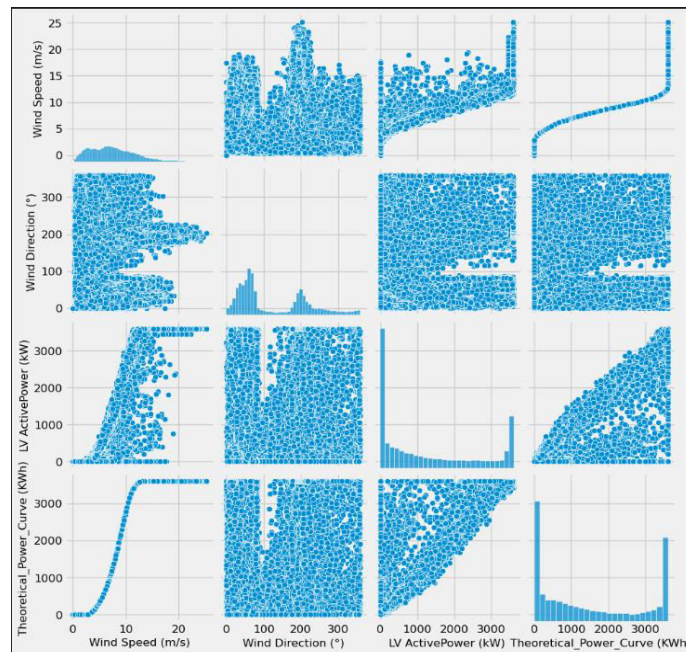 25
20
15
10
5
0
Wind Speed (m/s)
300
200
100
0
Wind Direction (°)
3000
2000
1000
0
LV ActivePower (kW)
3000
2000
1000
0
Theoretical_Power_Curve (KWh)
0 10 20
0 100 200 300
0 1000 2000 3000
0 1000 2000 3000
Wind Speed (m/s)
Wind Direction (°)
LV ActivePower (kW)
Theoretical_Power_Curve (KWh)